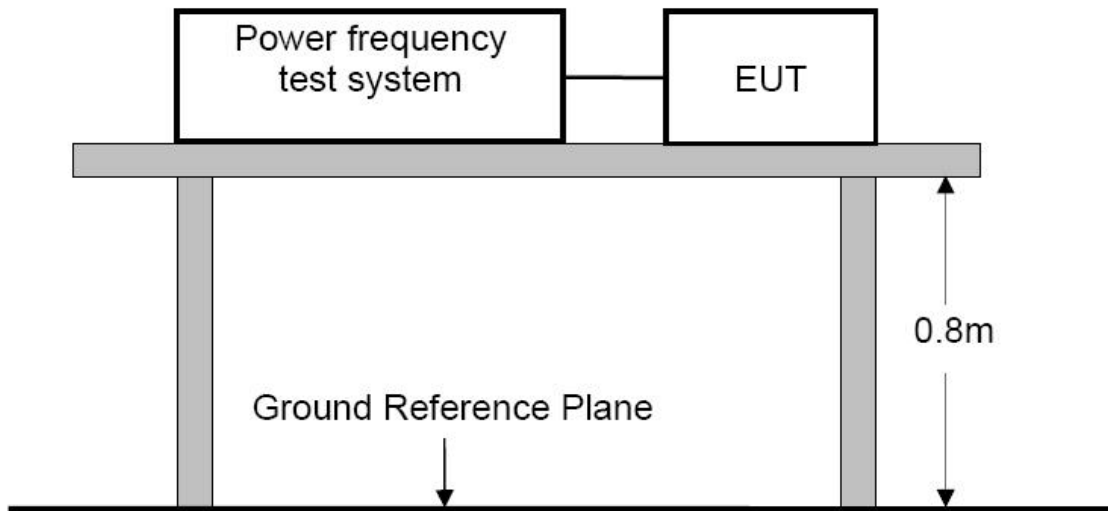 Power frequency
test system
EUT
0.8m
Ground Reference Plane